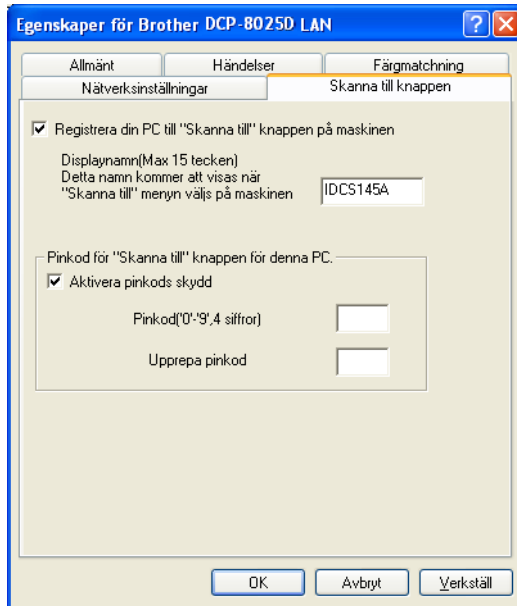 Egenskaper för Brother DCP-8025D LAN
Allmänt Händelser Färgmatchning
Nätverksinställningar Skanna till knappen
Registrera din PC till "Skanna till" knappen på maskinen
Displaynamn(Max 15 tecken)
Detta namn kommer att visas när
"Skanna till" menyn väljs på maskinen
IDCS145A
Pinkod för "Skanna till" knappen för denna PC.
Aktivera pinkods skydd
Pinkod('0'-'9',4 siffror)
Upprepa pinkod
OK Avbryt Verkställ